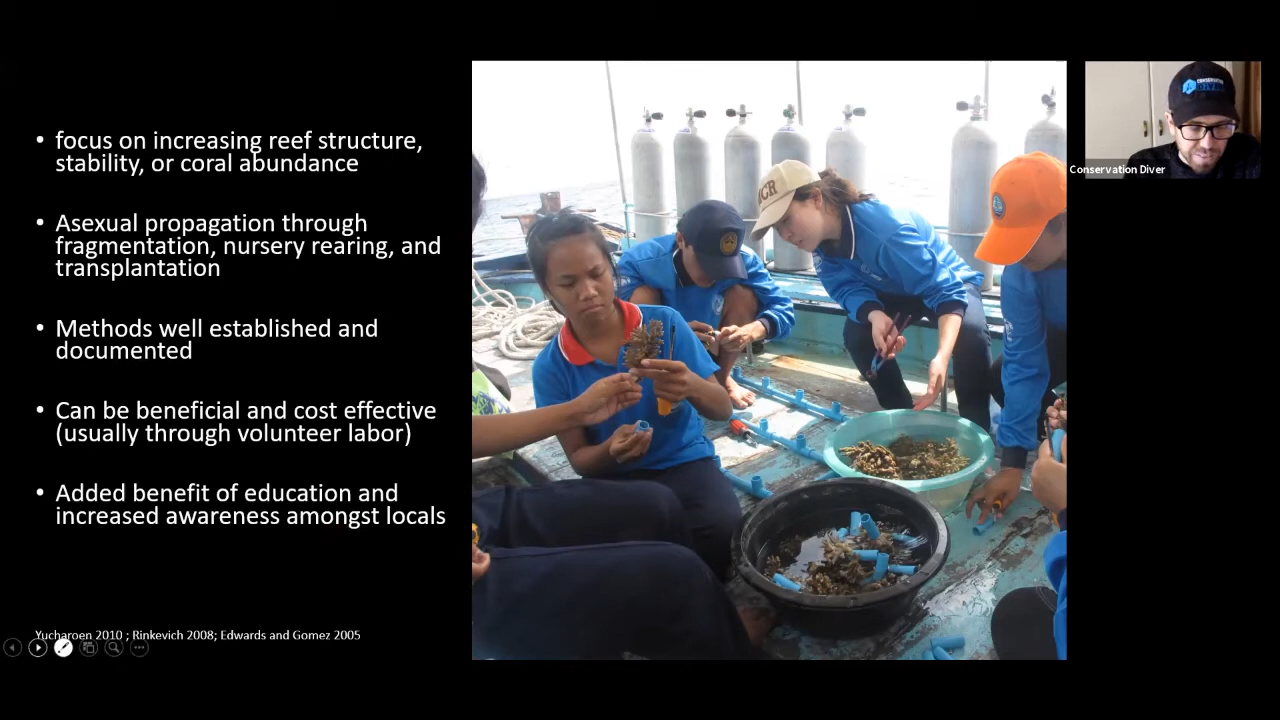 • focus on increasing reef structure,
stability, or coral abundance
• Asexual propagation through
fragmentation, nursery rearing, and
transplantation
• Methods well established and
documented
• Can be beneficial and cost effective
(usually through volunteer labor)
• Added benefit of education and
increased awareness amongst locals
Yucharoen 2010 ; Rinkevich 2008; Edwards and Gomez 2005
CONSERVATION
DIVER
Conservation Diver